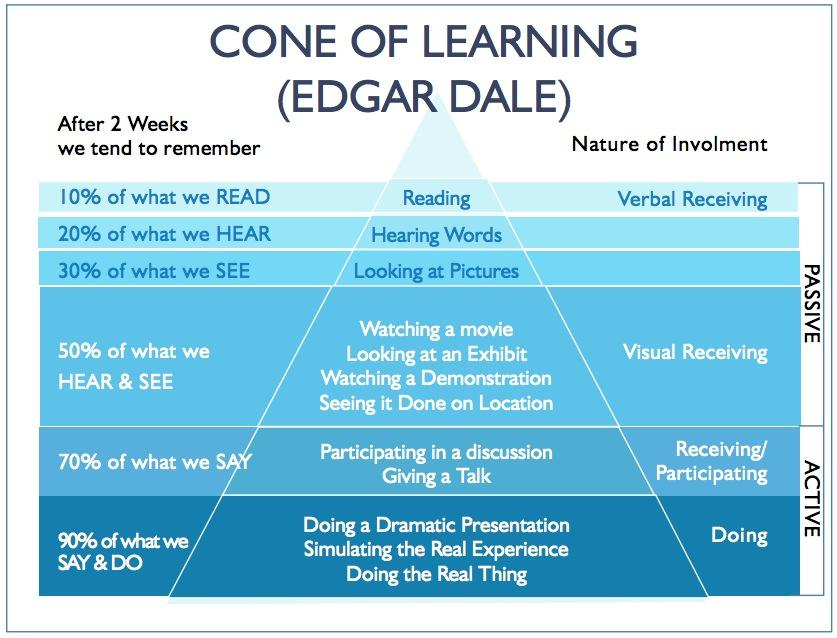 CONE OF LEARNING
(EDGAR DALE)
After 2 Weeks
we tend to remember
Nature of Involment
10% of what we READ
Reading
Verbal Receiving
20% of what we HEAR
Hearing Words
30% of what we SEE
Looking at Pictures
50% of what we
HEAR & SEE
Watching a movie
Looking at an Exhibit
Watching a Demonstration
Seeing it Done on Location
Visual Receiving
PASSIVE
70% of what we SAY
Participating in a discussion
Giving a Talk
Receiving/
Participating
90% of what we
SAY & DO
Doing a Dramatic Presentation
Simulating the Real Experience
Doing the Real Thing
Doing
ACTIVE